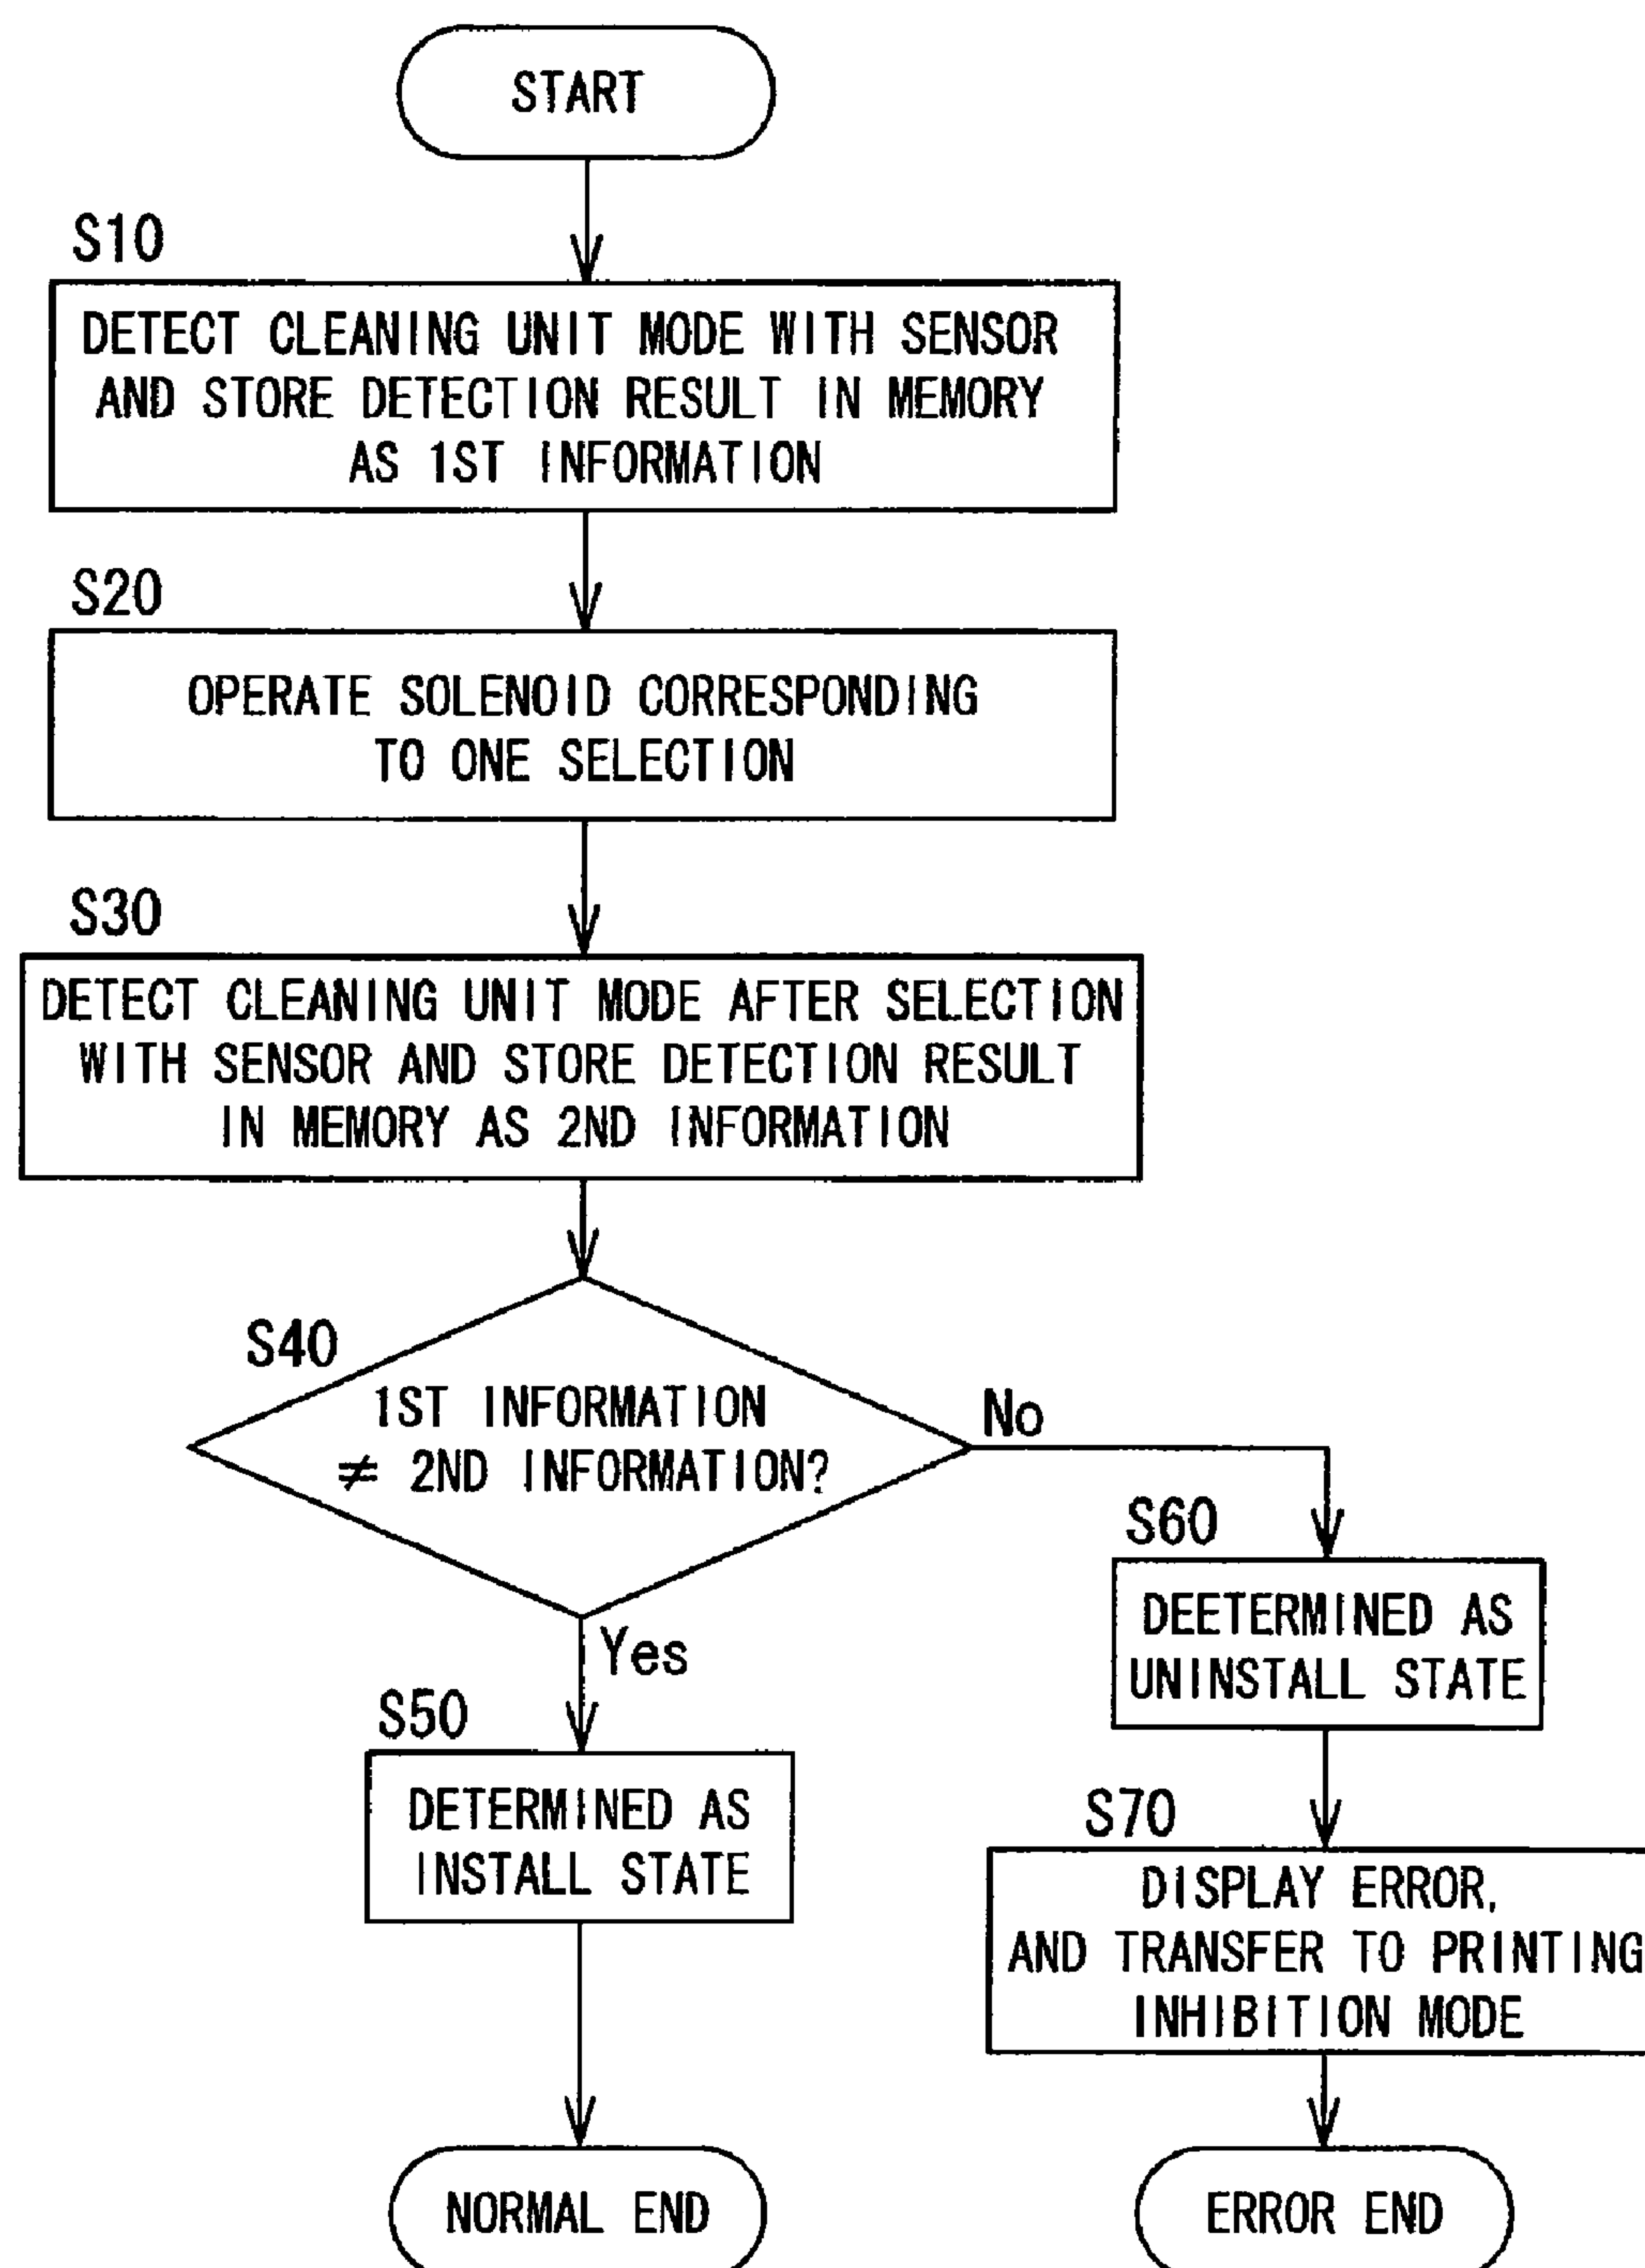 START
S10
DETECT CLEANING UNIT MODE WITH SENSOR
AND STORE DETECTION RESULT IN MEMORY
AS 1ST INFORMATION
S20
OPERATE SOLENOID CORRESPONDING
TO ONE SELECTION
S30
DETECT CLEANING UNIT MODE AFTER SELECTION
WITH SENSOR AND STORE DETECTION RESULT
IN MEMORY AS 2ND INFORMATION
S40
1ST INFORMATION
≠ 2ND INFORMATION?
No
Yes
S50
DETERMINED AS
INSTALL STATE
NORMAL END
S60
DEETERMINED AS
UNINSTALL STATE
S70
DISPLAY ERROR,
AND TRANSFER TO PRINTING
INHIBITION MODE
ERROR END